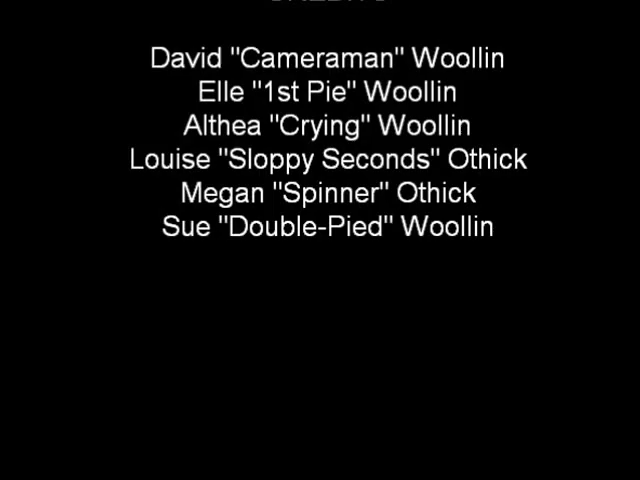 David "Cameraman" Woollin
Elle "1st Pie" Woollin
Althea "Crying" Woollin
Louise "Sloppy Seconds" Othick
Megan "Spinner" Othick
Sue "Double-Pied" Woollin